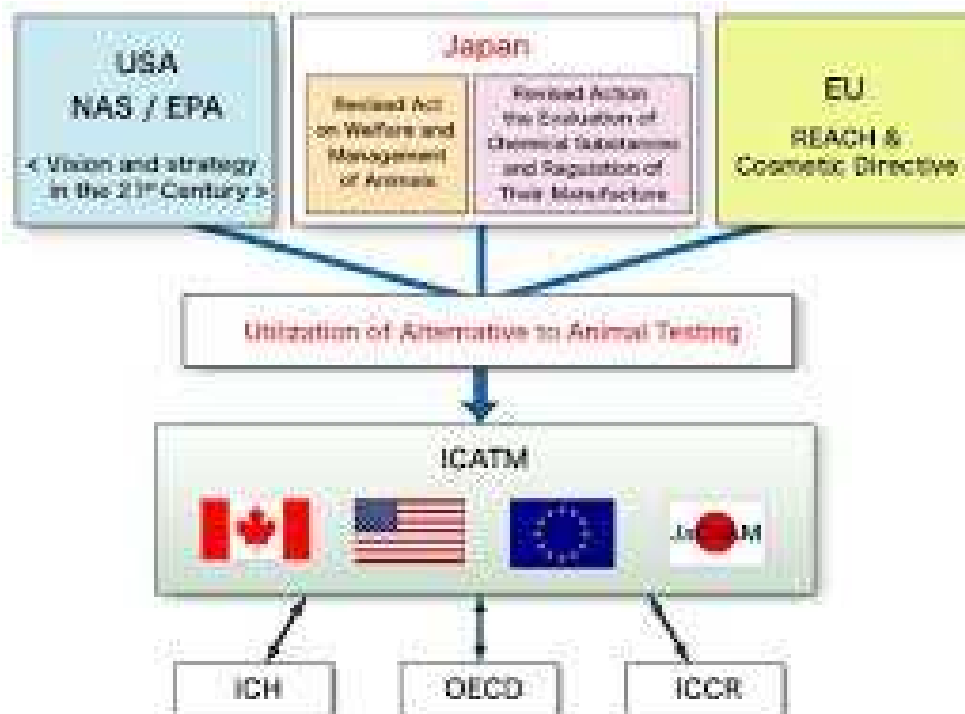 USA
NAS / EPA
< Vision and strategy
in the 21st Century >
Japan
Revised Act
on Welfare and
Management
of Animals
Revised Action
the Evaluation of
Chemical Substances
and Regulation of
Their Manufacture
EU
REACH &
Cosmetic Directive
Utilization of Alternative to Animal Testing
ICATM
ICH
OECD
ICCR